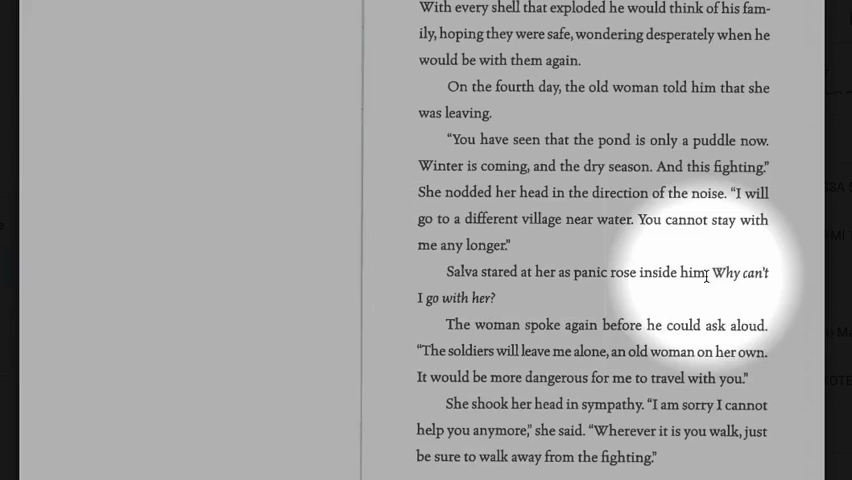 With every shell that exploded he would think of his fam-
ily, hoping they were safe, wondering desperately when he
would be with them again.
On the fourth day, the old woman told him that she
was leaving.
“You have seen that the pond is only a puddle now.
Winter is coming, and the dry season. And this fighting.”
She nodded her head in the direction of the noise. “I will
go to a different village near water. You cannot stay with
me any longer.”
Salva stared at her as panic rose inside him. Why can’t
I go with her?
The woman spoke again before he could ask aloud.
“The soldiers will leave me alone, an old woman on her own.
It would be more dangerous for me to travel with you.”
She shook her head in sympathy. “I am sorry I cannot
help you anymore,” she said. “Wherever it is you walk, just
be sure to walk away from the fighting.”